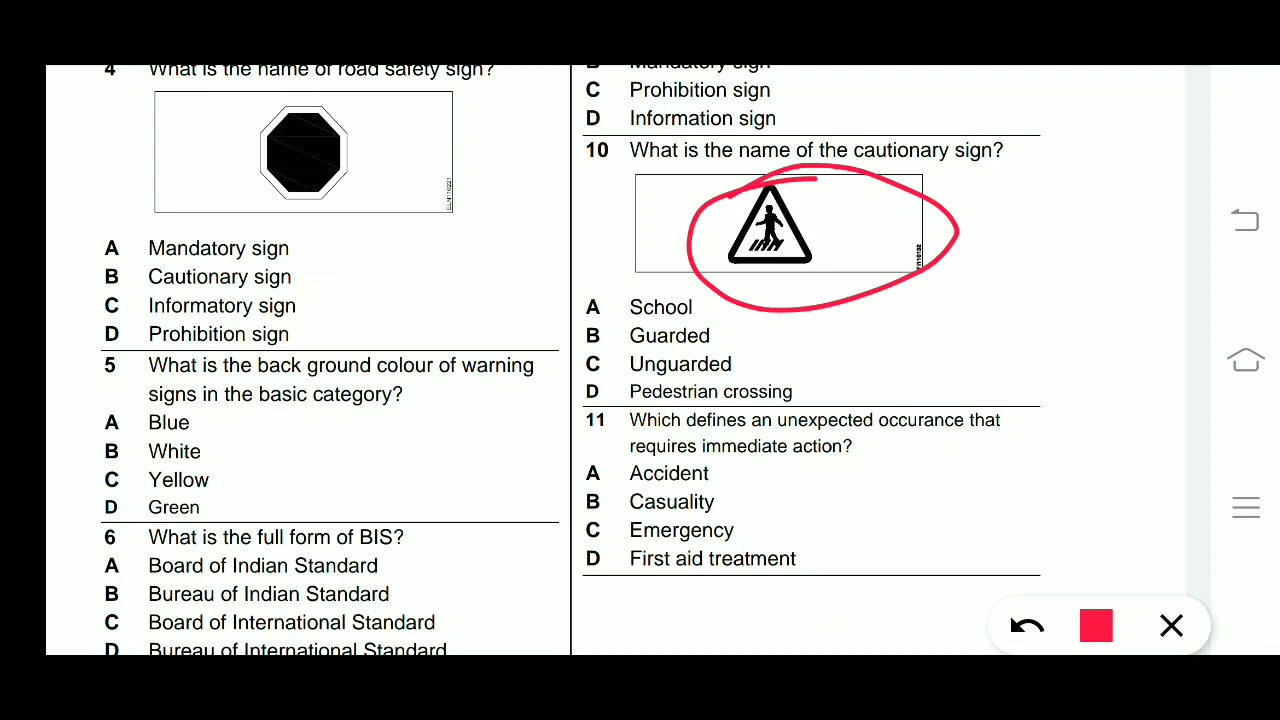 4 What is the name of road safety sign?
ELN110221
A Mandatory sign
B Cautionary sign
C Informatory sign
D Prohibition sign
5 What is the back ground colour of warning
signs in the basic category?
A Blue
B White
C Yellow
D Green
6 What is the full form of BIS?
A Board of Indian Standard
B Bureau of Indian Standard
C Board of International Standard
D Bureau of International Standard
B Mandatory sign
C Prohibition sign
D Information sign
10 What is the name of the cautionary sign?
A School
B Guarded
C Unguarded
D Pedestrian crossing
11 Which defines an unexpected occurance that
requires immediate action?
A Accident
B Casuality
C Emergency
D First aid treatment